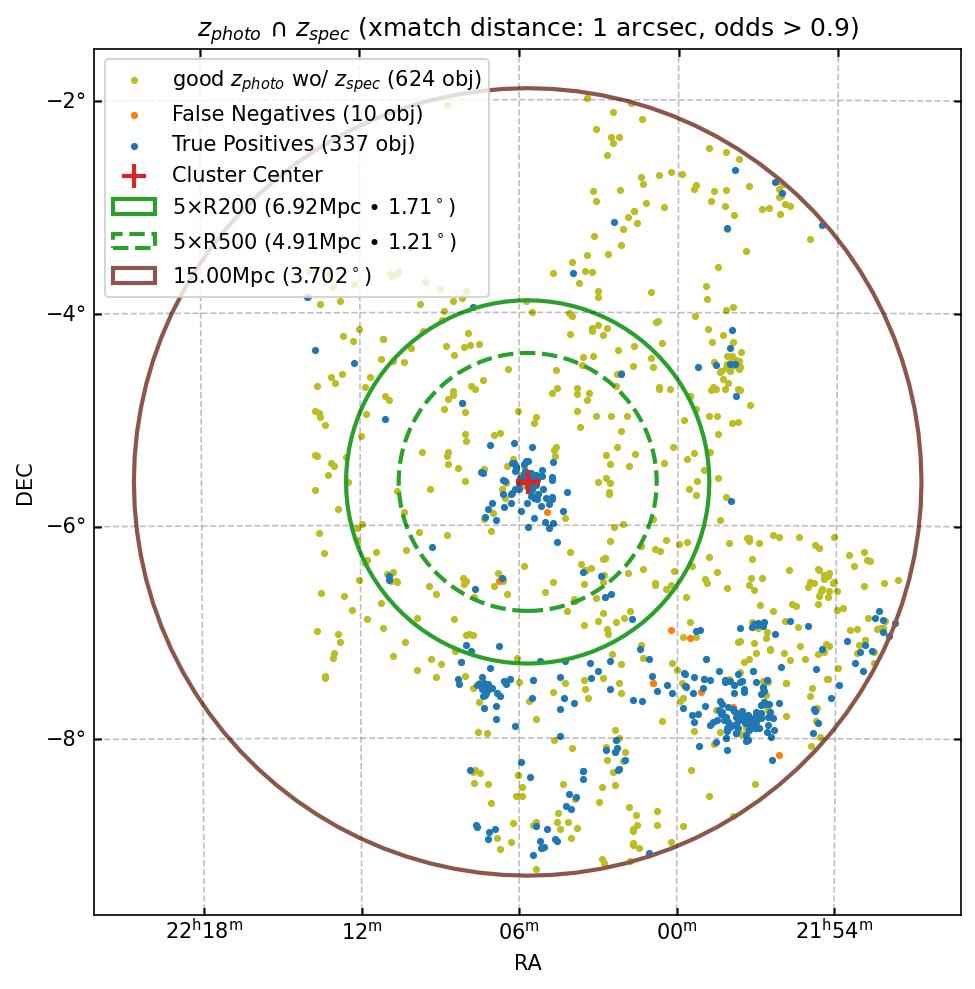 z_photo ∩ z_spec (xmatch distance: 1 arcsec, odds > 0.9)
good z_photo wo/ z_spec (624 obj)
False Negatives (10 obj)
True Positives (337 obj)
Cluster Center
5×R200 (6.92Mpc • 1.71°)
5×R500 (4.91Mpc • 1.21°)
15.00Mpc (3.702°)
−2°
−4°
−6°
−8°
DEC
22ʰ18ᵐ 12ᵐ 06ᵐ 00ᵐ 21ʰ54ᵐ
RA